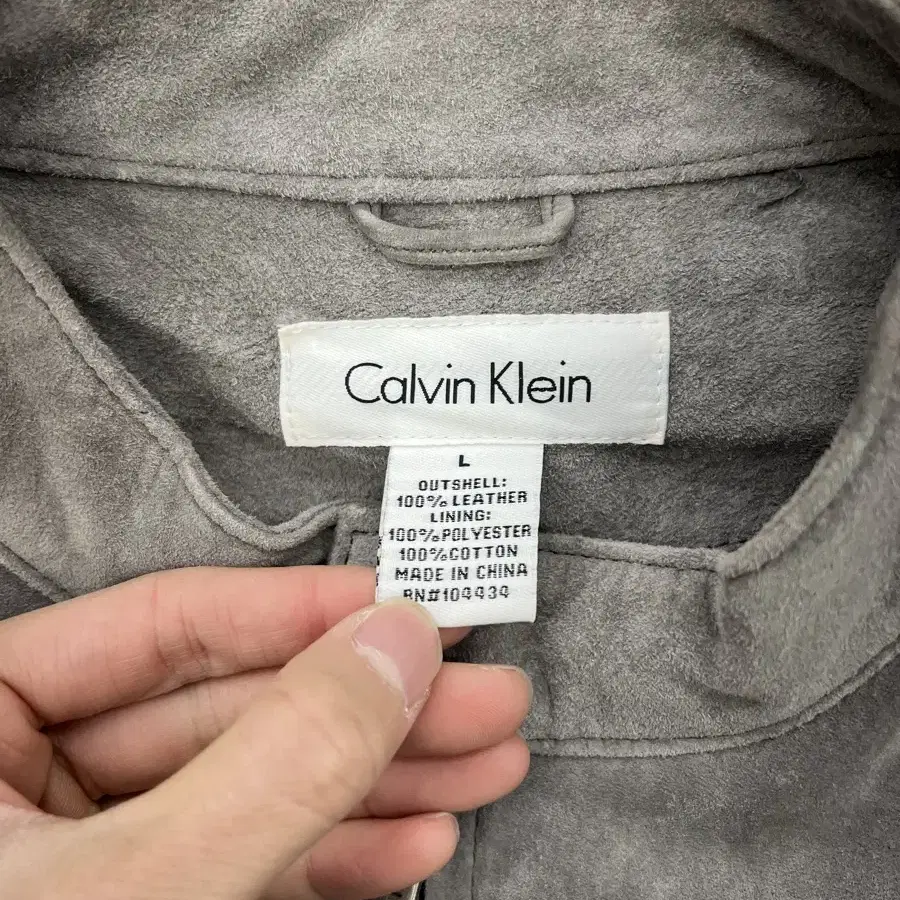 Calvin Klein
L
OUTSHELL:
100% LEATHER
LINING:
100% POLYESTER
100% COTTON
MADE IN CHINA
RN#104434